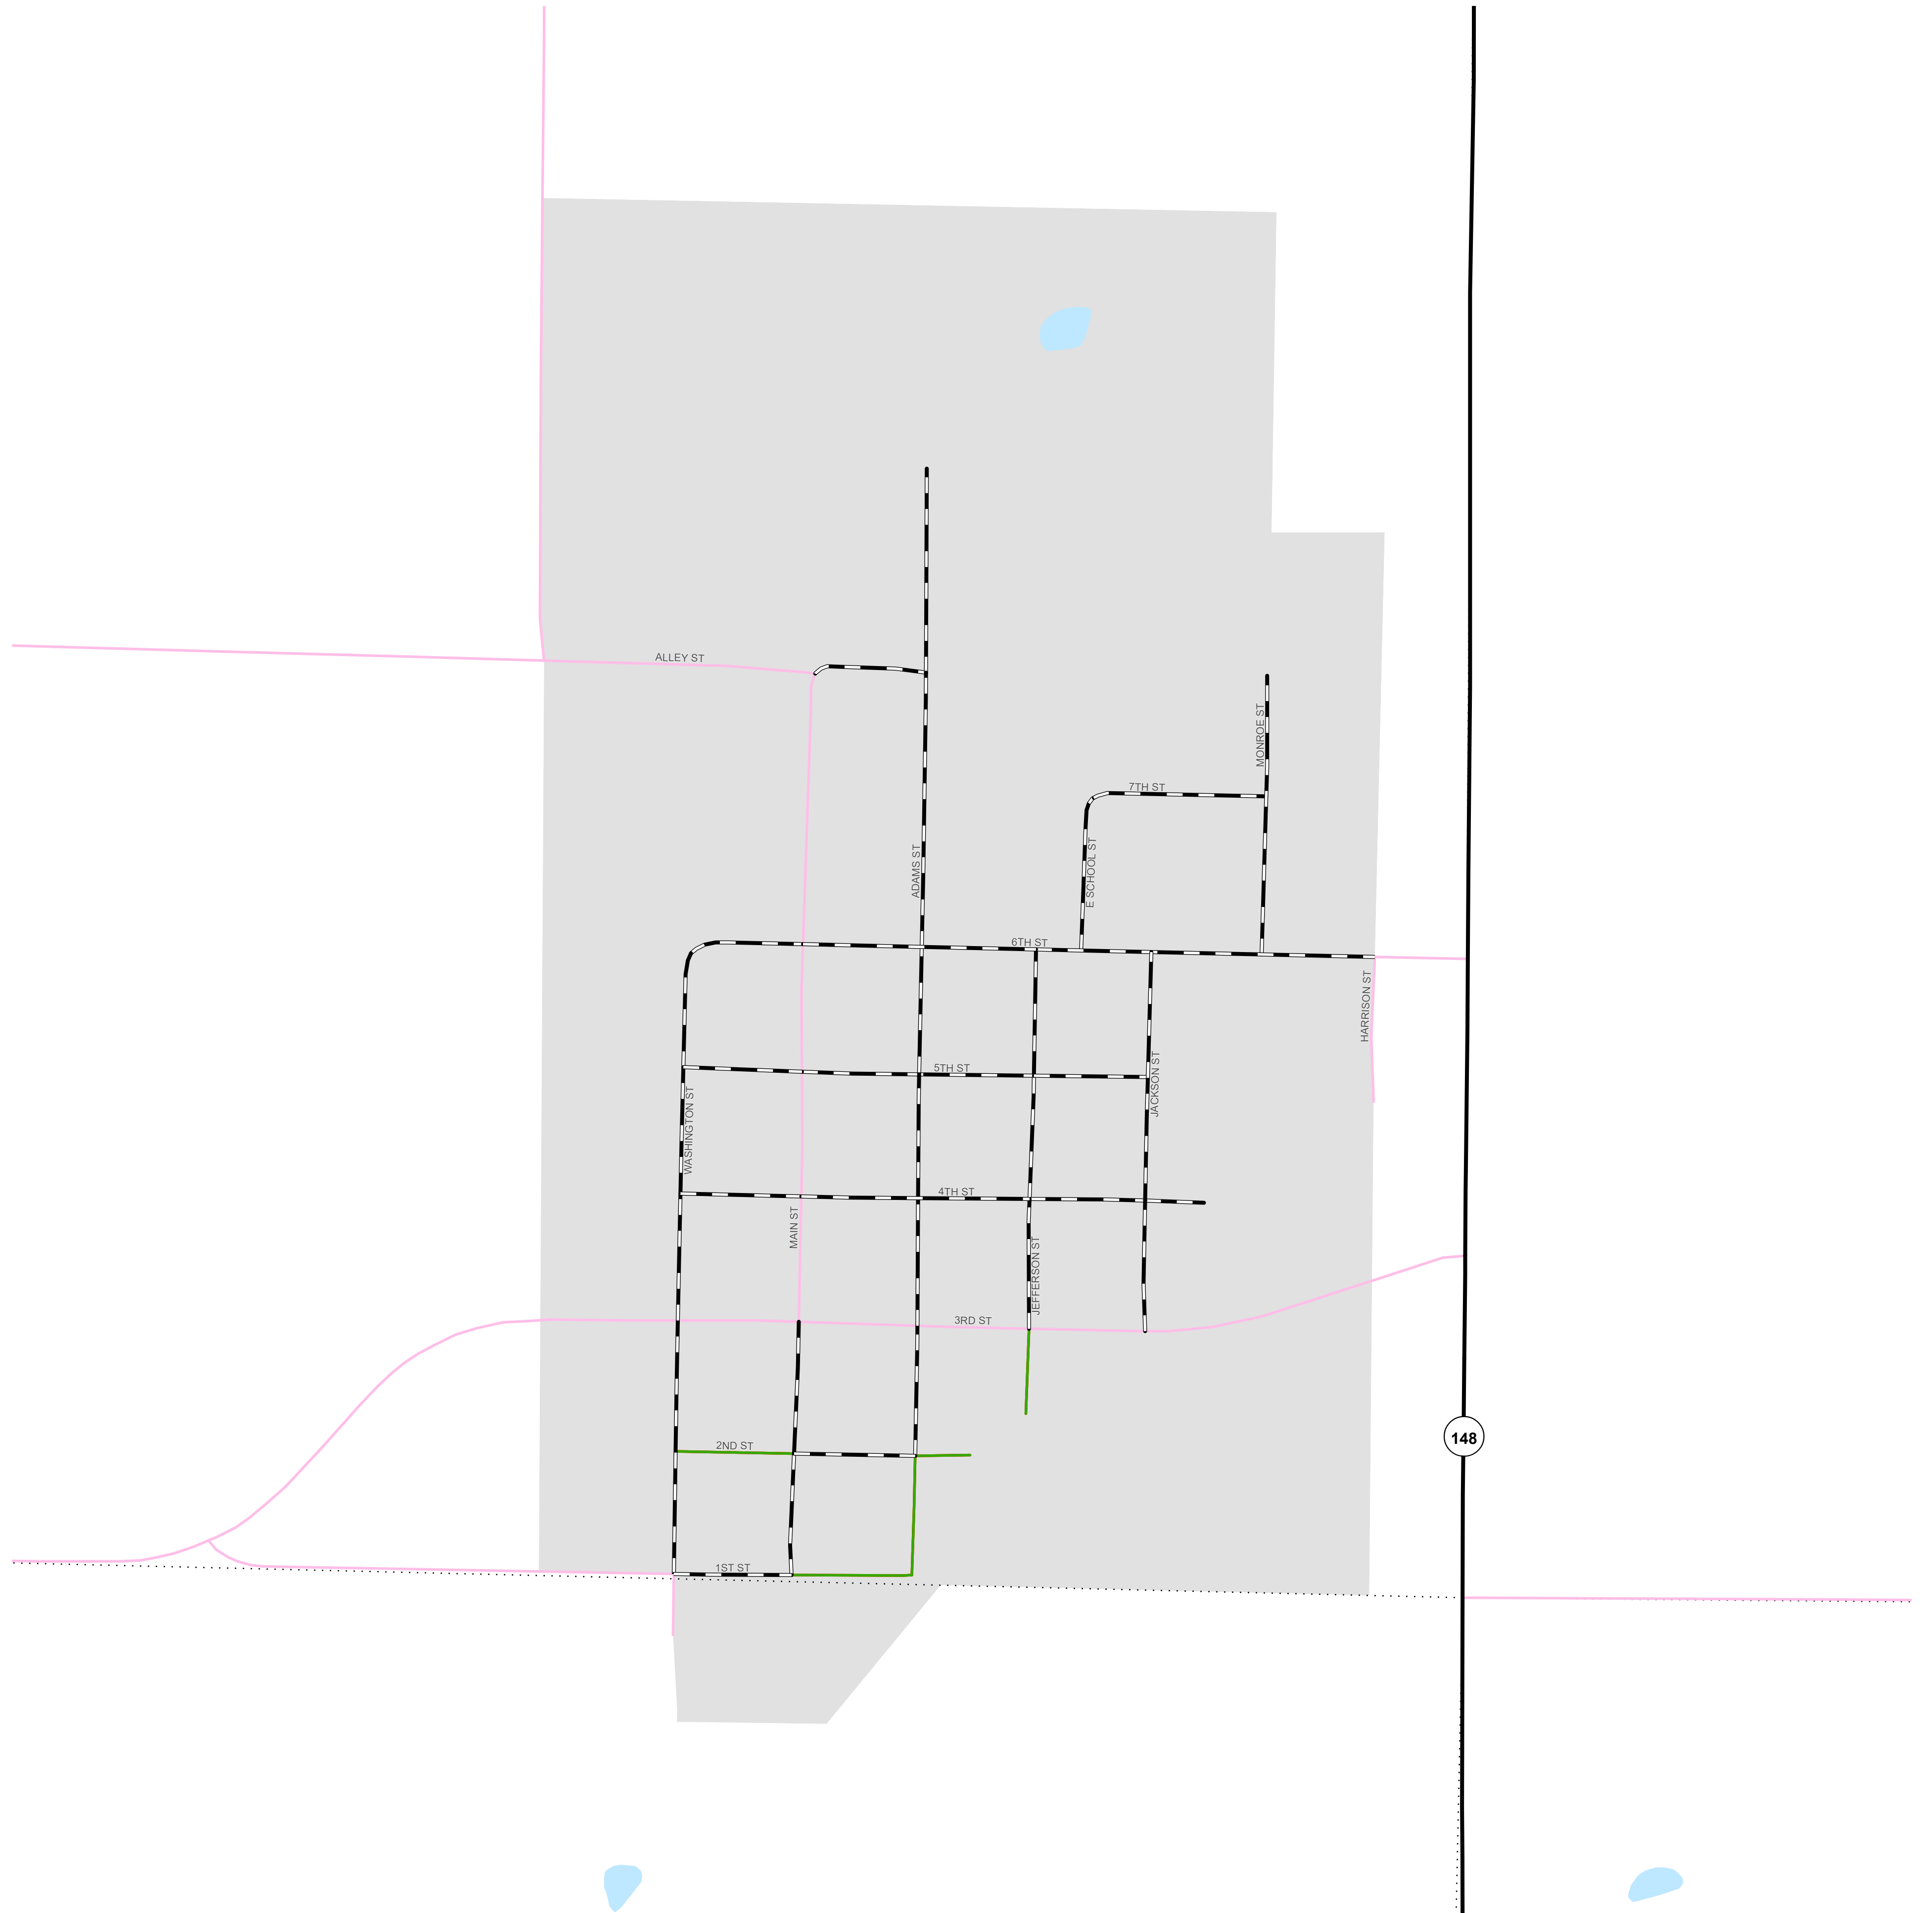 ALLEY ST
MONROE ST
7TH ST
ADAMS ST
E SCHOOL ST
6TH ST
HARRISON ST
5TH ST
JACKSON ST
WASHINGTON ST
4TH ST
MAIN ST
JEFFERSON ST
3RD ST
148
2ND ST
1ST ST